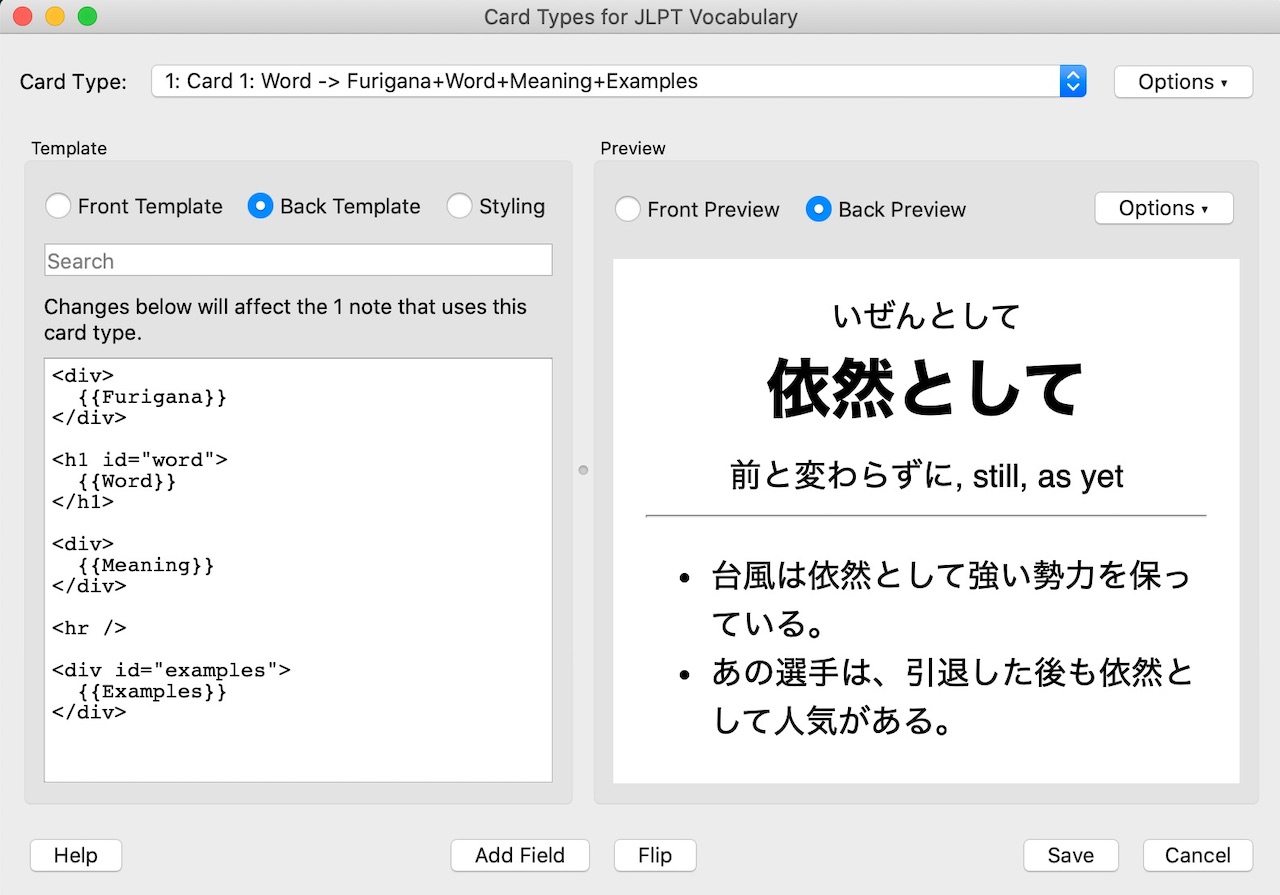 Card Types for JLPT Vocabulary
Card Type:
1: Card 1: Word -> Furigana+Word+Meaning+Examples
Options ▾
Template
Front Template
Back Template
Styling
Search
Changes below will affect the 1 note that uses this
card type.
<div>
  {{Furigana}}
</div>
<h1 id="word">
  {{Word}}
</h1>
<div>
  {{Meaning}}
</div>
<hr />
<div id="examples">
  {{Examples}}
</div>
Preview
Front Preview
Back Preview
Options ▾
いぜんとして
依然として
前と変わらずに, still, as yet
• 台風は依然として強い勢力を保っ
ている。
• あの選手は、引退した後も依然と
して人気がある。
Help
Add Field
Flip
Save
Cancel